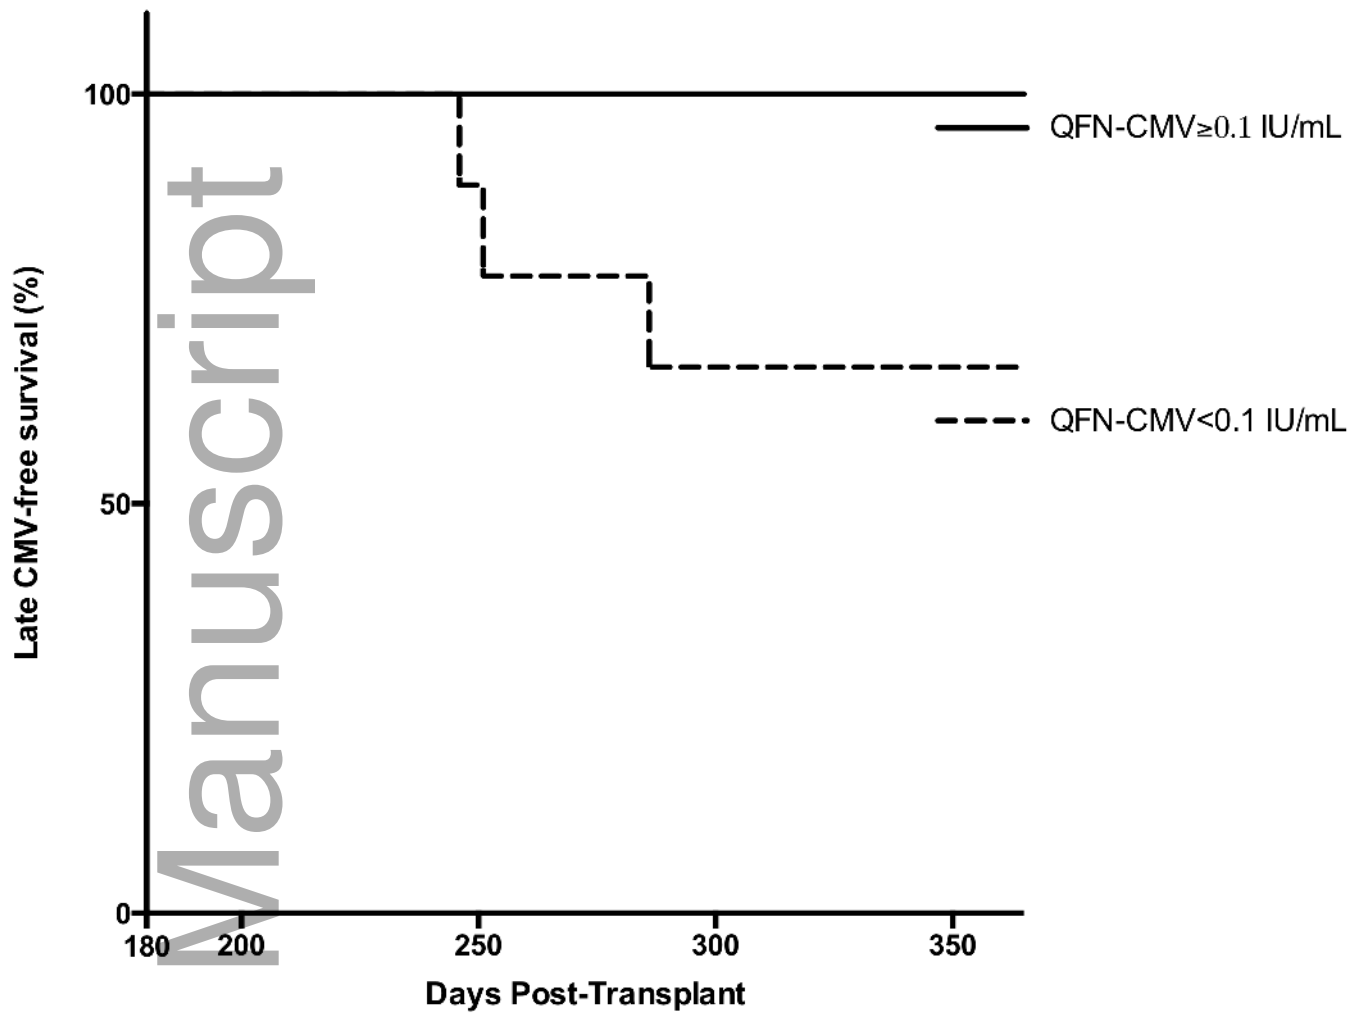 100
QFN-CMV≥0.1 IU/mL
Manuscript
Late CMV-free survival (%)
QFN-CMV<0.1 IU/mL
50
0
180 200 250 300 350
Days Post-Transplant